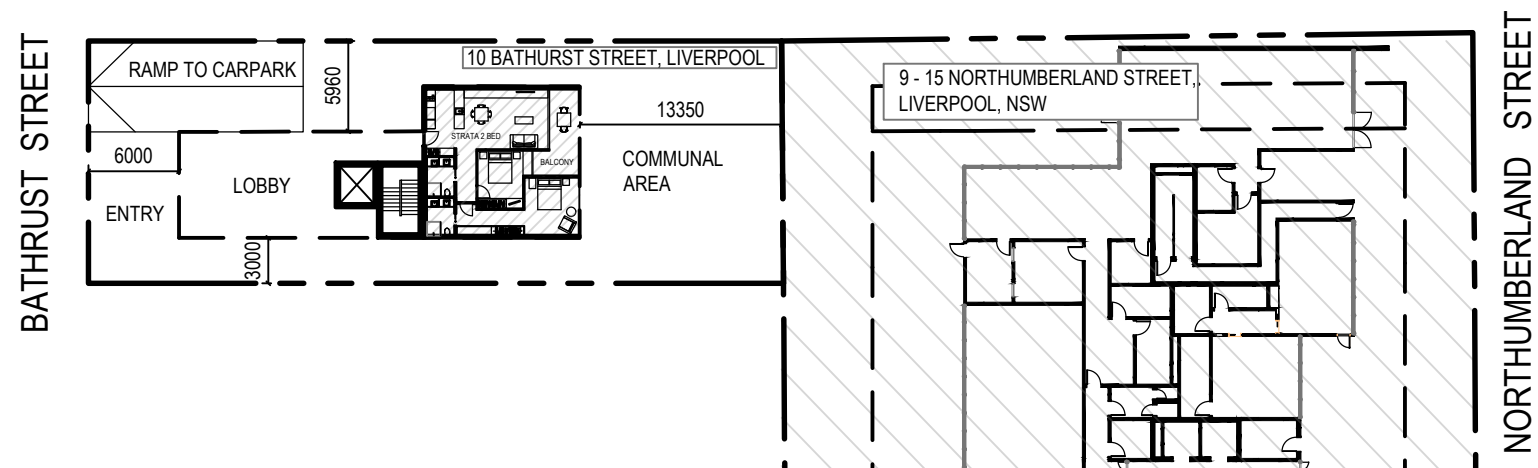 BATHRUST STREET
RAMP TO CARPARK
5960
10 BATHURST STREET, LIVERPOOL
6000
ENTRY
LOBBY
3000
STRATA 2 BED
BALCONY
13350
COMMUNAL
AREA
9 - 15 NORTHUMBERLAND STREET,
LIVERPOOL, NSW
NORTHUMBERLAND STREET